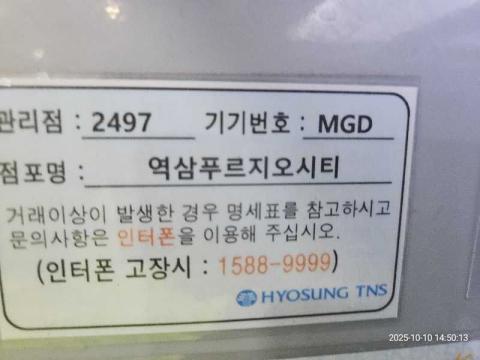 관리점 : 2497 기기번호 : MGD
점포명 : 역삼푸르지오시티
거래이상이 발생한 경우 명세표를 참고하시고
문의사항은 인터폰을 이용해 주십시오.
(인터폰 고장시 : 1588-9999)
HYOSUNG TNS
2025-10-10 14:50:13